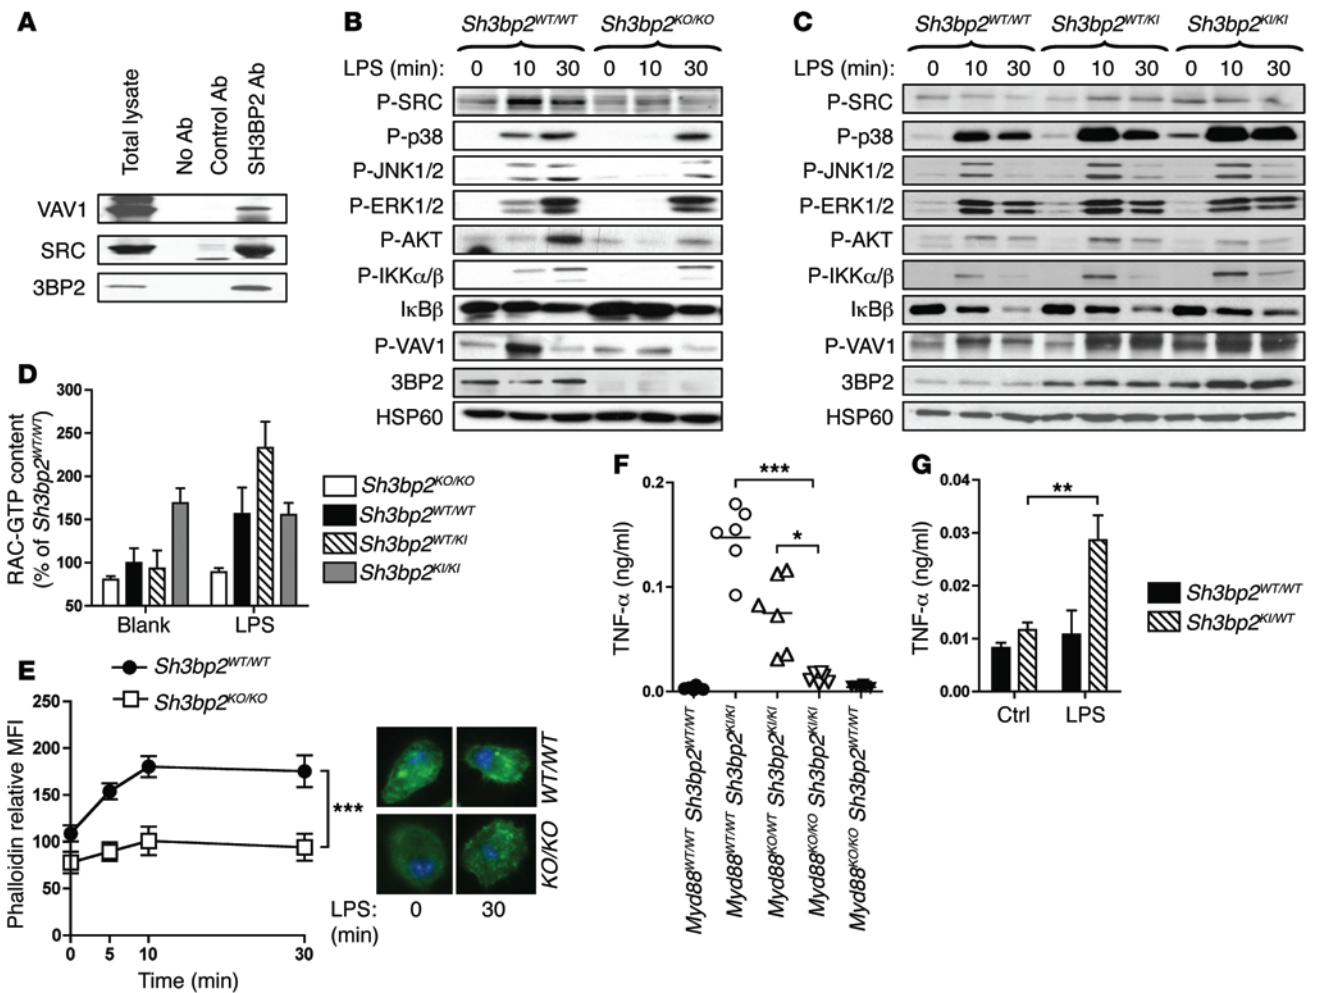 A
Total lysate
No Ab
Control Ab
SH3BP2 Ab
VAV1
SRC
3BP2
B
Sh3bp2WT/WT Sh3bp2KO/KO
LPS (min): 0 10 30 0 10 30
P-SRC
P-p38
P-JNK1/2
P-ERK1/2
P-AKT
P-IKKα/β
IκBβ
P-VAV1
3BP2
HSP60
C
Sh3bp2WT/WT Sh3bp2WT/KI Sh3bp2KI/KI
LPS (min): 0 10 30 0 10 30 0 10 30
P-SRC
P-p38
P-JNK1/2
P-ERK1/2
P-AKT
P-IKKα/β
IκBβ
P-VAV1
3BP2
HSP60
D
RAC-GTP content
(% of Sh3bp2WT/WT)
300
250
200
150
100
50
Blank LPS
Sh3bp2KO/KO
Sh3bp2WT/WT
Sh3bp2WT/KI
Sh3bp2KI/KI
E
Sh3bp2WT/WT
Sh3bp2KO/KO
Phalloidin relative MFI
250
200
150
100
50
0
0 5 10 30
Time (min)
***
WT/WT
KO/KO
LPS: 0 30
(min)
F
TNF-α (ng/ml)
0.2
0.1
0.0
***
*
Myd88WT/WT Sh3bp2WT/WT
Myd88WT/WT Sh3bp2KI/KI
Myd88KO/WT Sh3bp2KI/KI
Myd88KO/KO Sh3bp2KI/KI
Myd88KO/KO Sh3bp2WT/WT
G
TNF-α (ng/ml)
0.04
0.03
0.02
0.01
0.00
**
Ctrl LPS
Sh3bp2WT/WT
Sh3bp2KI/WT